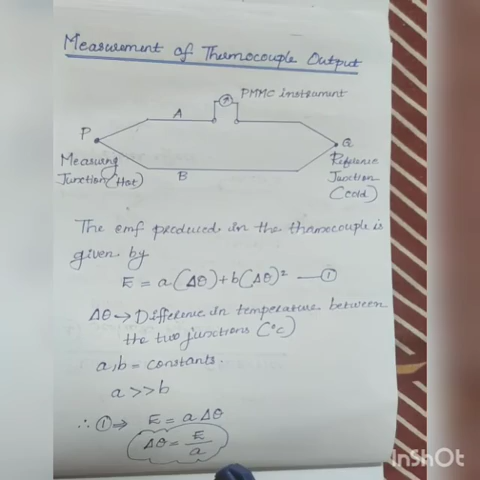 Measurement of Thermocouple Output
PMMC instrument
A
P
Q
Measuring
Junction (Hot)
B
Reference
Junction
(cold)
The emf produced in the thermocouple is
given by
E = a(Δθ)+b(Δθ)² — ①
Δθ → Difference in temperature between
the two junctions (°c)
a,b = constants.
a >> b
∴ ① ⇒ E = a Δθ
Δθ = E/a
InShOt